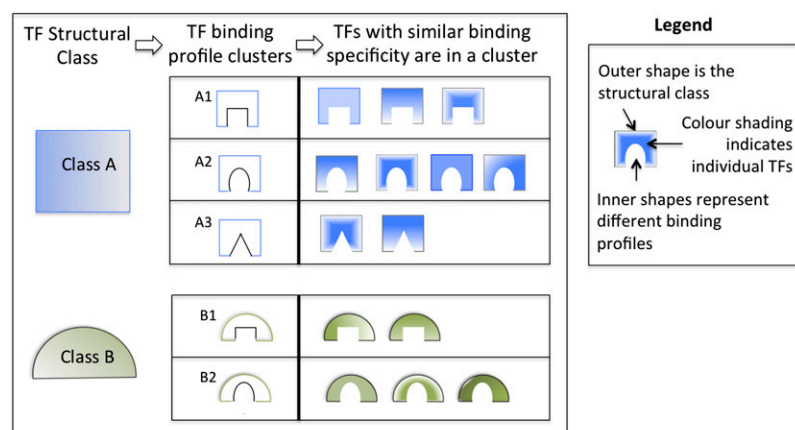 TF Structural
Class
TF binding
profile clusters
TFs with similar binding
specificity are in a cluster
Class A
A1
A2
A3
Class B
B1
B2
Legend
Outer shape is the
structural class
Colour shading
indicates
individual TFs
Inner shapes represent
different binding
profiles